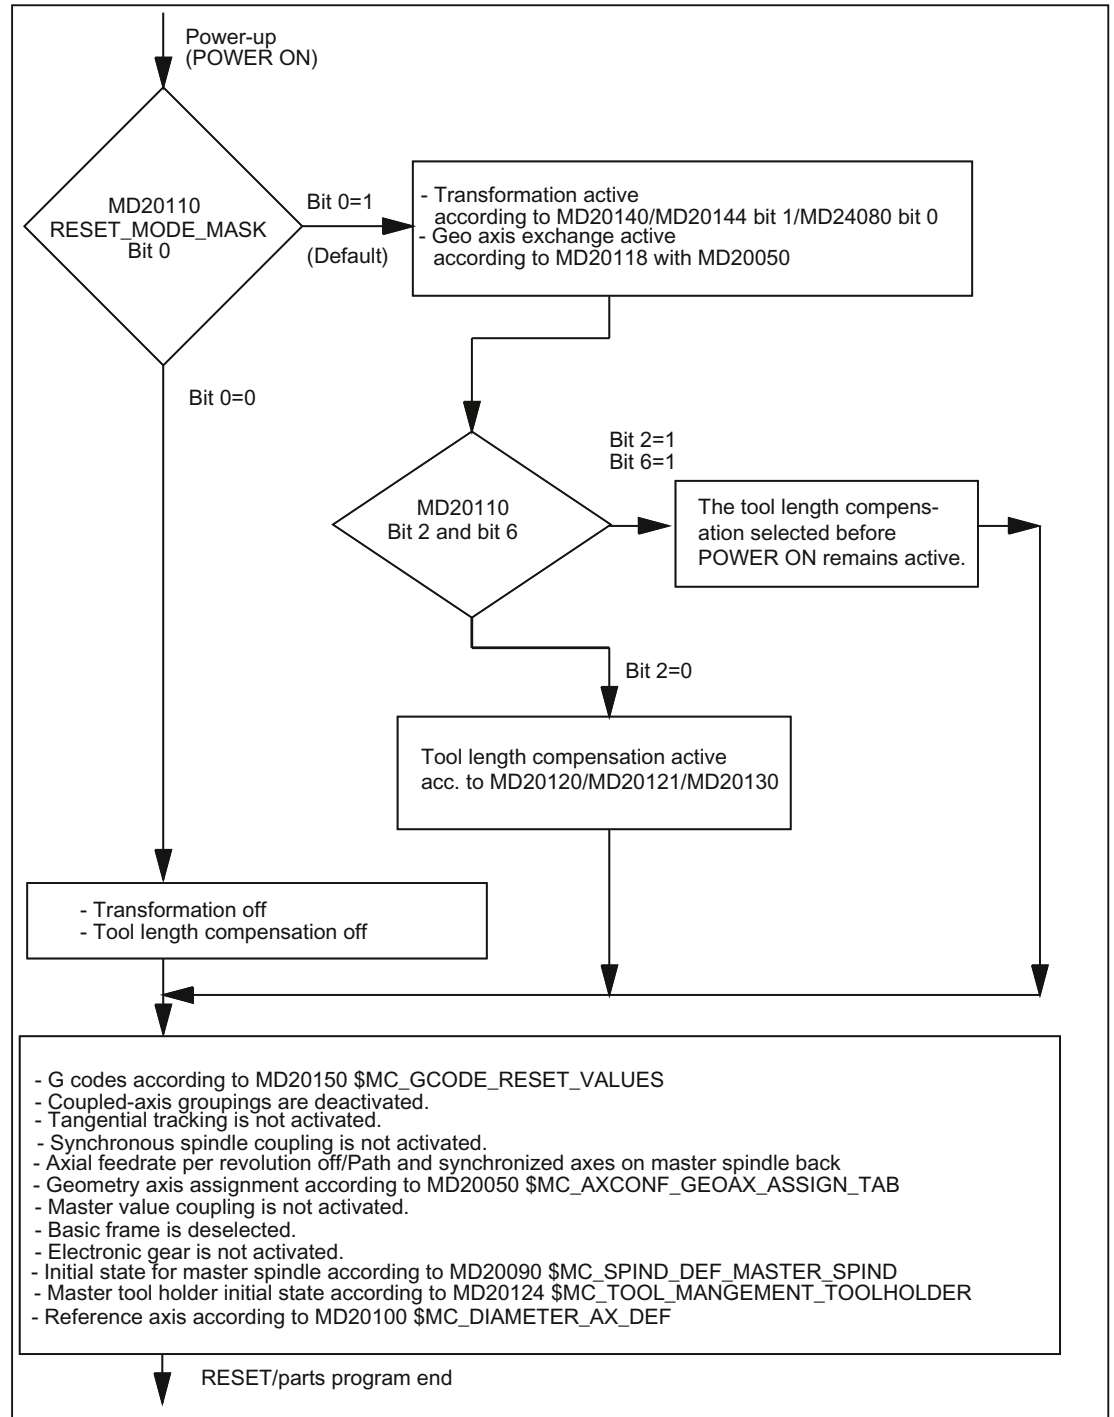 Power-up
(POWER ON)
MD20110
RESET_MODE_MASK
Bit 0
Bit 0=1
(Default)
- Transformation active
according to MD20140/MD20144 bit 1/MD24080 bit 0
- Geo axis exchange active
according to MD20118 with MD20050
Bit 0=0
Bit 2=1
Bit 6=1
MD20110
Bit 2 and bit 6
The tool length compens-
ation selected before
POWER ON remains active.
Bit 2=0
Tool length compensation active
acc. to MD20120/MD20121/MD20130
- Transformation off
- Tool length compensation off
- G codes according to MD20150 $MC_GCODE_RESET_VALUES
- Coupled-axis groupings are deactivated.
- Tangential tracking is not activated.
- Synchronous spindle coupling is not activated.
- Axial feedrate per revolution off/Path and synchronized axes on master spindle back
- Geometry axis assignment according to MD20050 $MC_AXCONF_GEOAX_ASSIGN_TAB
- Master value coupling is not activated.
- Basic frame is deselected.
- Electronic gear is not activated.
- Initial state for master spindle according to MD20090 $MC_SPIND_DEF_MASTER_SPIND
- Master tool holder initial state according to MD20124 $MC_TOOL_MANGEMENT_TOOLHOLDER
- Reference axis according to MD20100 $MC_DIAMETER_AX_DEF
RESET/parts program end